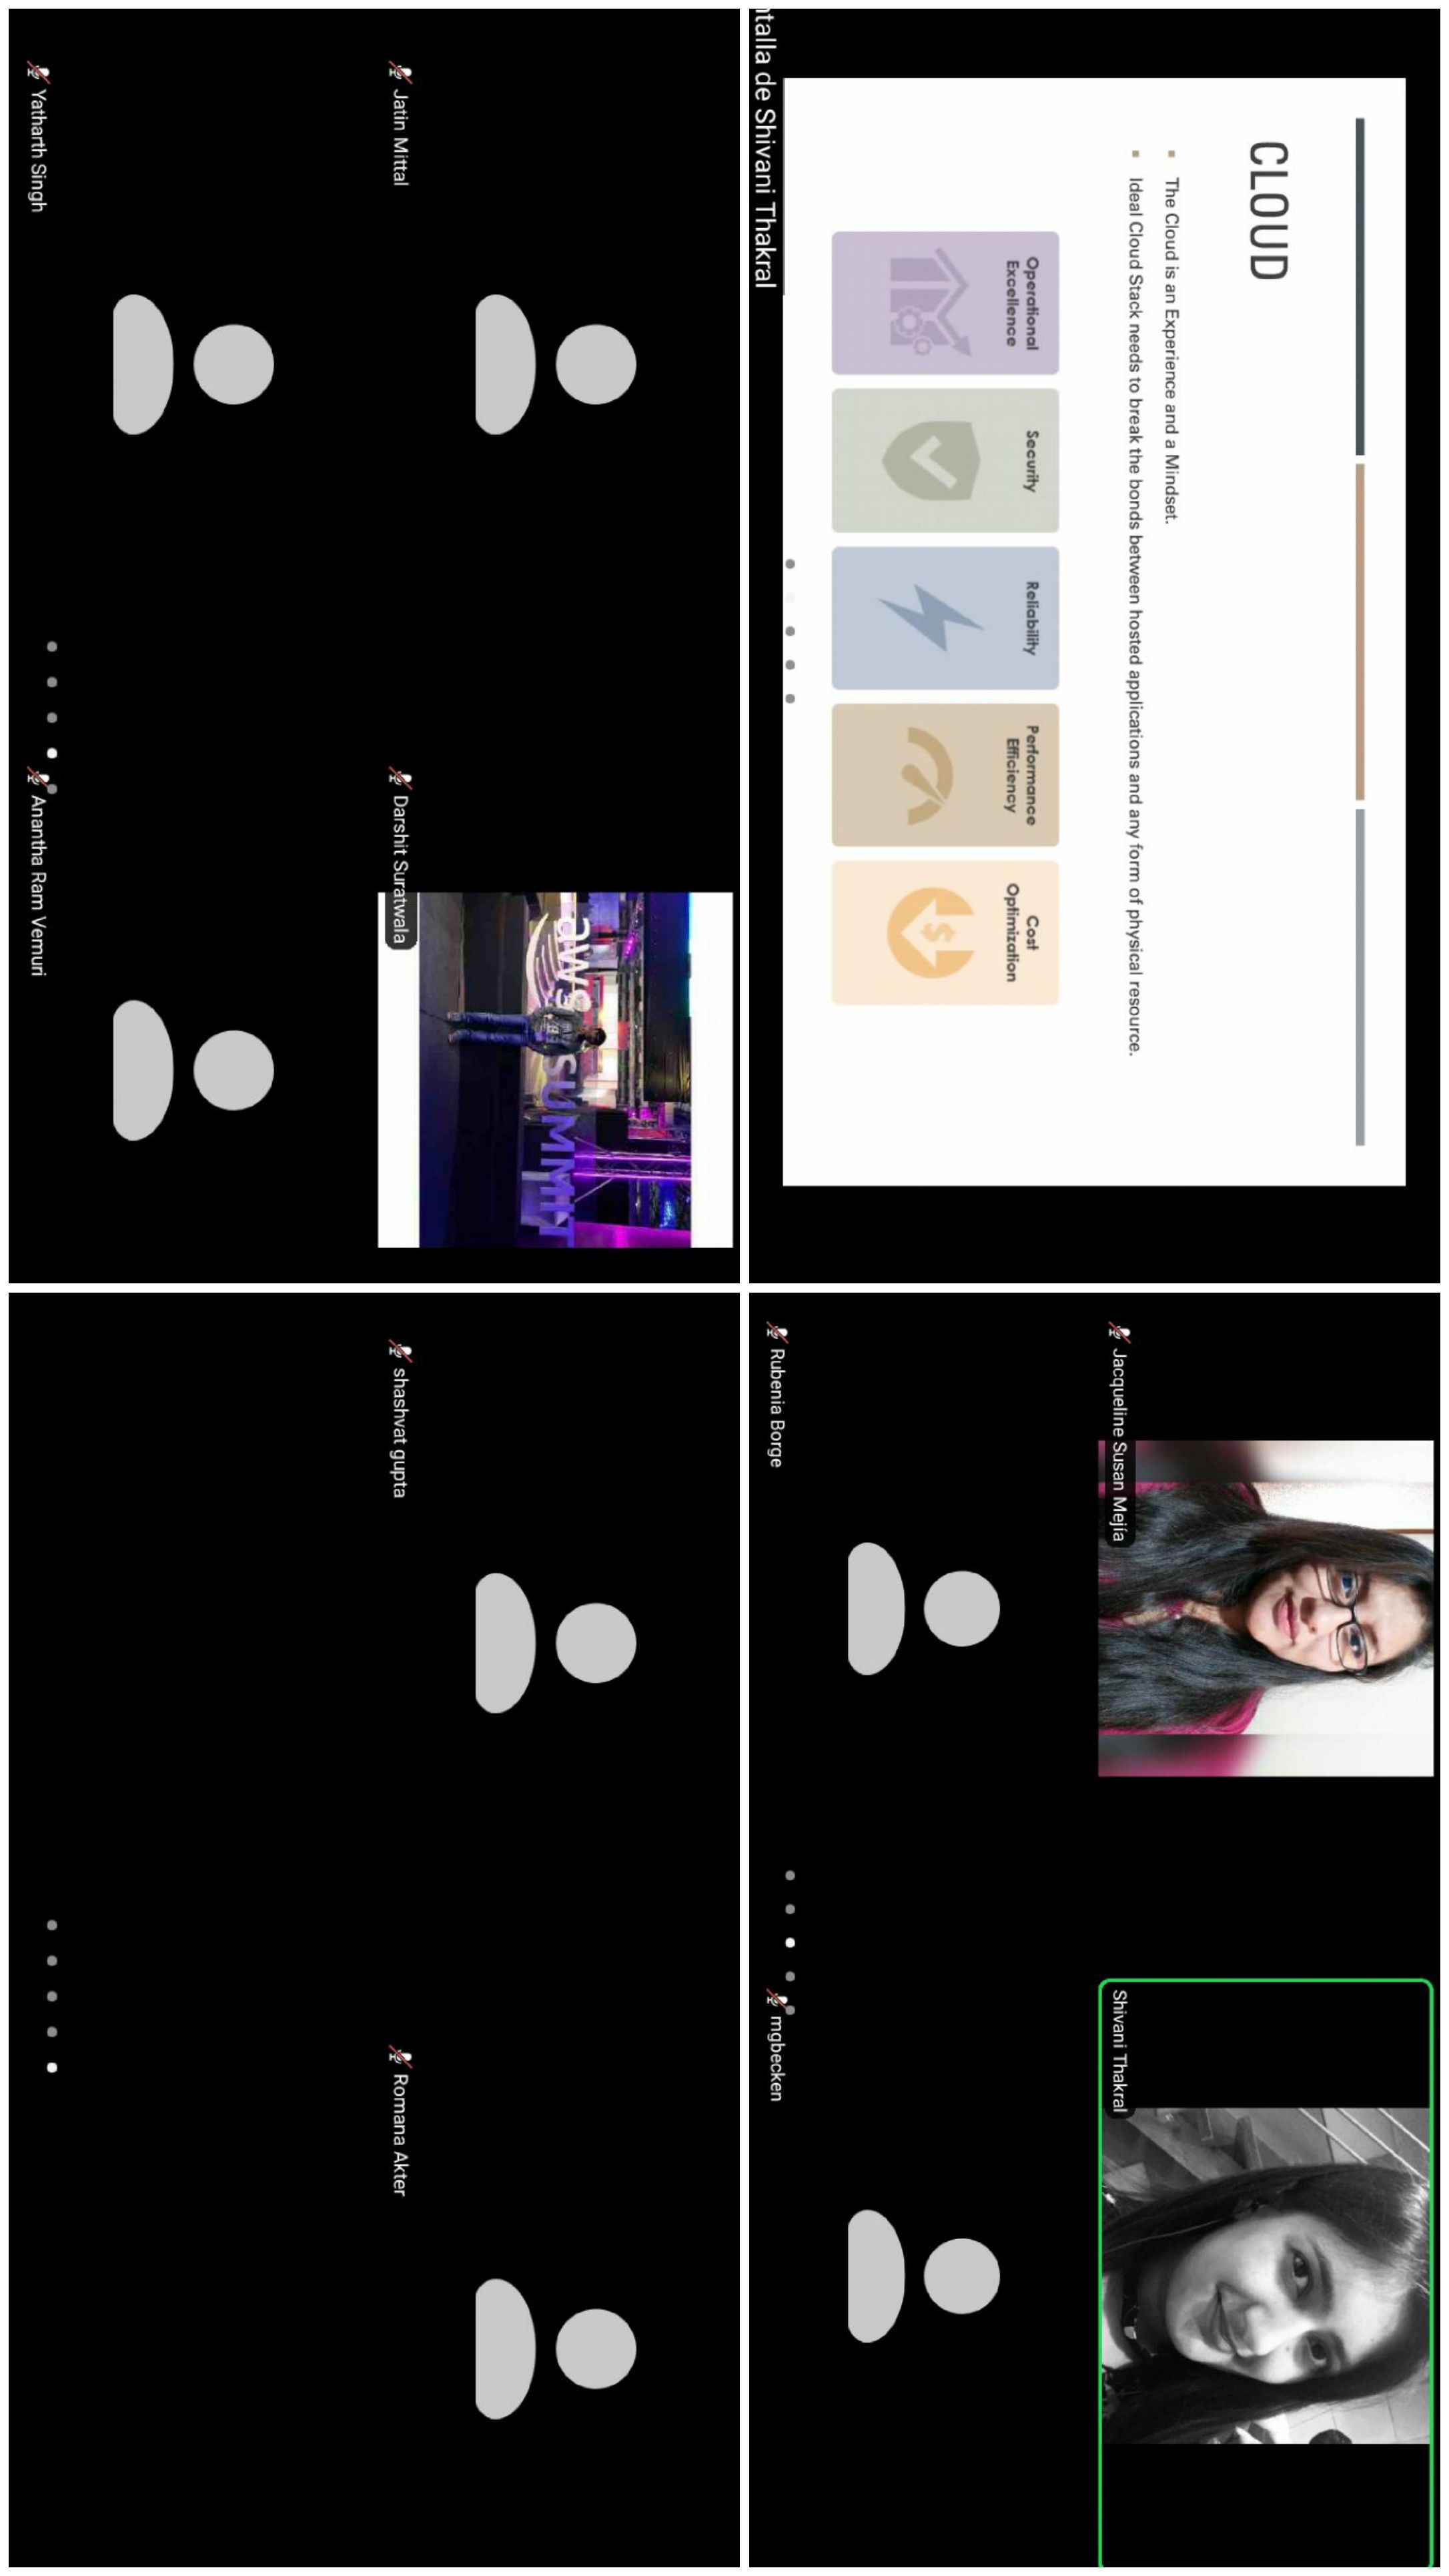 CLOUD
The Cloud is an Experience and a Mindset.
Ideal Cloud Stack needs to break the bonds between hosted applications and any form of physical resource.
Operational
Excellence
Security
Reliability
Performance
Efficiency
Cost
Optimization
$
ntalla de Shivani Thakral
Jacqueline Susan Mejía
Shivani Thakral
Rubenia Borge
mgbecken
Jatin Mittal
aws SUMMIT
Darshit Suratwala
Yatharth Singh
Anantha Ram Vemuri
shashvat gupta
Romana Akter